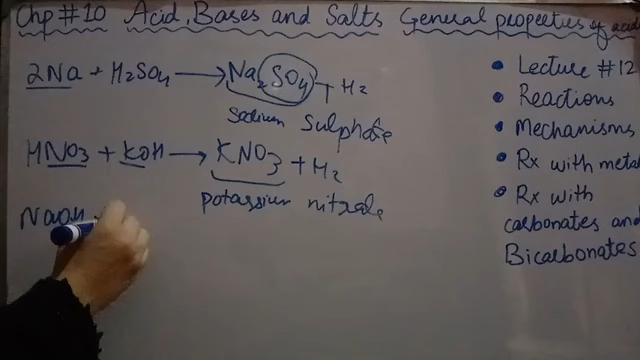 Chp #10 Acid, Bases and Salts General properties of acid
2Na + H2SO4 → Na2SO4 + H2
Sodium Sulphate
HNO3 + KOH → KNO3 + H2
potassium nitrate
NaOH
• Lecture #12
• Reactions
• Mechanisms
• Rx with metal
• Rx with
carbonates and
Bicarbonates